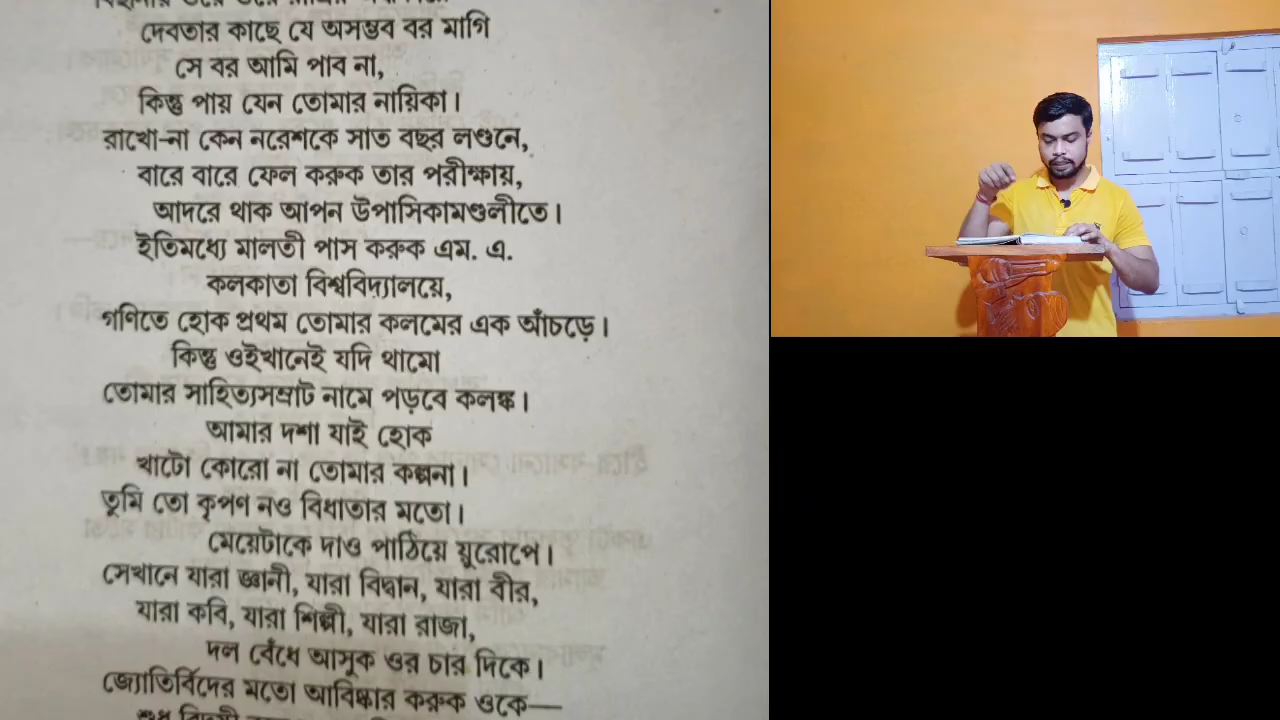 দেবতার কাছে যে অসম্ভব বর মাগি
সে বর আমি পাব না,
কিন্তু পায় যেন তোমার নায়িকা।
রাখো-না কেন নরেশকে সাত বছর লণ্ডনে,
বারে বারে ফেল করুক তার পরীক্ষায়,
আদরে থাক আপন উপাসিকামণ্ডলীতে।
ইতিমধ্যে মালতী পাস করুক এম. এ.
কলকাতা বিশ্ববিদ্যালয়ে,
গণিতে হোক প্রথম তোমার কলমের এক আঁচড়ে।
কিন্তু ওইখানেই যদি থামো
তোমার সাহিত্যসম্রাট নামে পড়বে কলঙ্ক।
আমার দশা যাই হোক
খাটো কোরো না তোমার কল্পনা।
তুমি তো কৃপণ নও বিধাতার মতো।
মেয়েটাকে দাও পাঠিয়ে য়ুরোপে।
সেখানে যারা জ্ঞানী, যারা বিদ্বান, যারা বীর,
যারা কবি, যারা শিল্পী, যারা রাজা,
দল বেঁধে আসুক ওর চার দিকে।
জ্যোতির্বিদের মতো আবিষ্কার করুক ওকে—